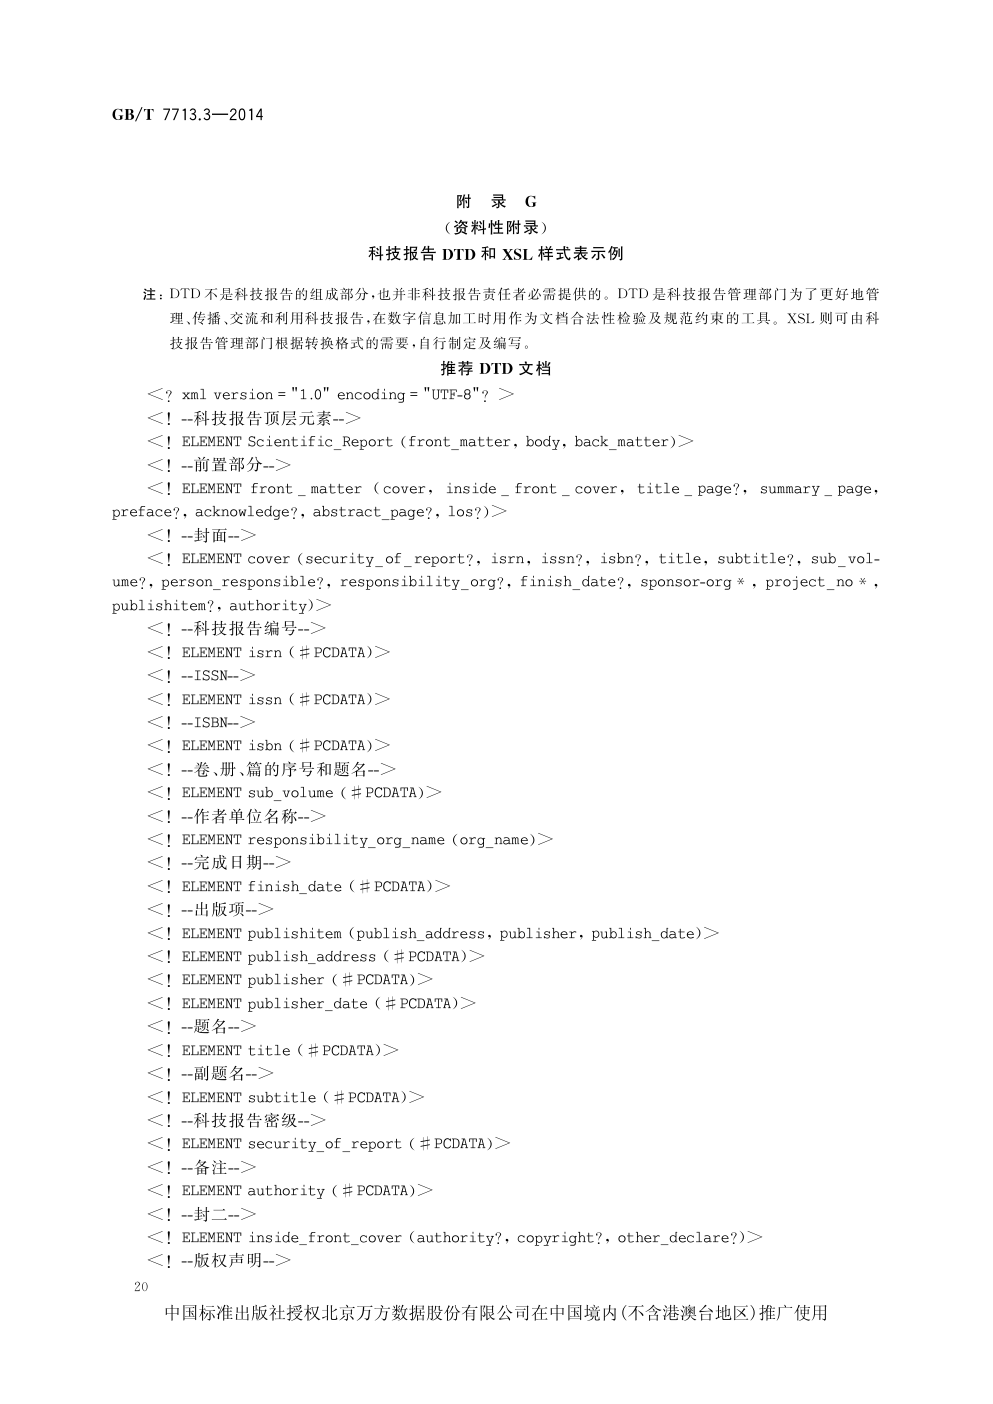 GB/T 7713.3—2014
附 录 G
（资料性附录）
科技报告 DTD 和 XSL 样式表示例
注：DTD 不是科技报告的组成部分，也并非科技报告责任者必需提供的。DTD 是科技报告管理部门为了更好地管
理、传播、交流和利用科技报告，在数字信息加工时用作为文档合法性检验及规范约束的工具。XSL 则可由科
技报告管理部门根据转换格式的需要，自行制定及编写。
推荐 DTD 文档
<? xml version = "1.0" encoding = "UTF-8"? >
<! --科技报告顶层元素-->
<! ELEMENT Scientific_Report (front_matter, body, back_matter)>
<! --前置部分-->
<! ELEMENT front _ matter (cover, inside _ front _ cover, title _ page?, summary _ page,
preface?, acknowledge?, abstract_page?, los?)>
<! --封面-->
<! ELEMENT cover (security_of_report?, isrn, issn?, isbn?, title, subtitle?, sub_vol-
ume?, person_responsible?, responsibility_org?, finish_date?, sponsor-org * , project_no * ,
publishitem?, authority)>
<! --科技报告编号-->
<! ELEMENT isrn (#PCDATA)>
<! --ISSN-->
<! ELEMENT issn (#PCDATA)>
<! --ISBN-->
<! ELEMENT isbn (#PCDATA)>
<! --卷、册、篇的序号和题名-->
<! ELEMENT sub_volume (#PCDATA)>
<! --作者单位名称-->
<! ELEMENT responsibility_org_name (org_name)>
<! --完成日期-->
<! ELEMENT finish_date (#PCDATA)>
<! --出版项-->
<! ELEMENT publishitem (publish_address, publisher, publish_date)>
<! ELEMENT publish_address (#PCDATA)>
<! ELEMENT publisher (#PCDATA)>
<! ELEMENT publisher_date (#PCDATA)>
<! --题名-->
<! ELEMENT title (#PCDATA)>
<! --副题名-->
<! ELEMENT subtitle (#PCDATA)>
<! --科技报告密级-->
<! ELEMENT security_of_report (#PCDATA)>
<! --备注-->
<! ELEMENT authority (#PCDATA)>
<! --封二-->
<! ELEMENT inside_front_cover (authority?, copyright?, other_declare?)>
<! --版权声明-->
20
中国标准出版社授权北京万方数据股份有限公司在中国境内(不含港澳台地区)推广使用